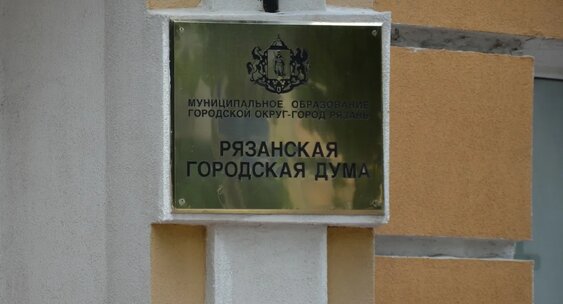 МУНИЦИПАЛЬНОЕ ОБРАЗОВАНИЕ
ГОРОДСКОЙ ОКРУГ-ГОРОД РЯЗАНЬ
РЯЗАНСКАЯ
ГОРОДСКАЯ ДУМА